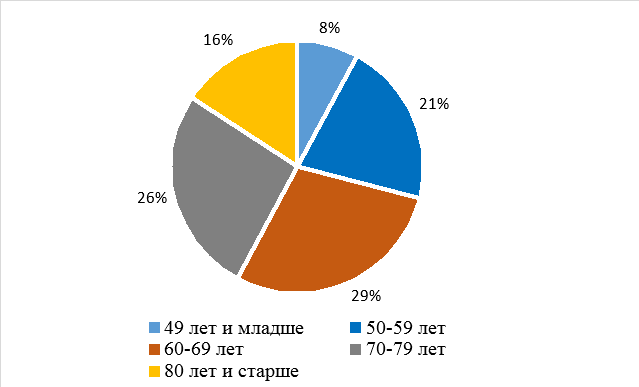 8%
16%
21%
26%
29%
49 лет и младше
50-59 лет
60-69 лет
70-79 лет
80 лет и старше